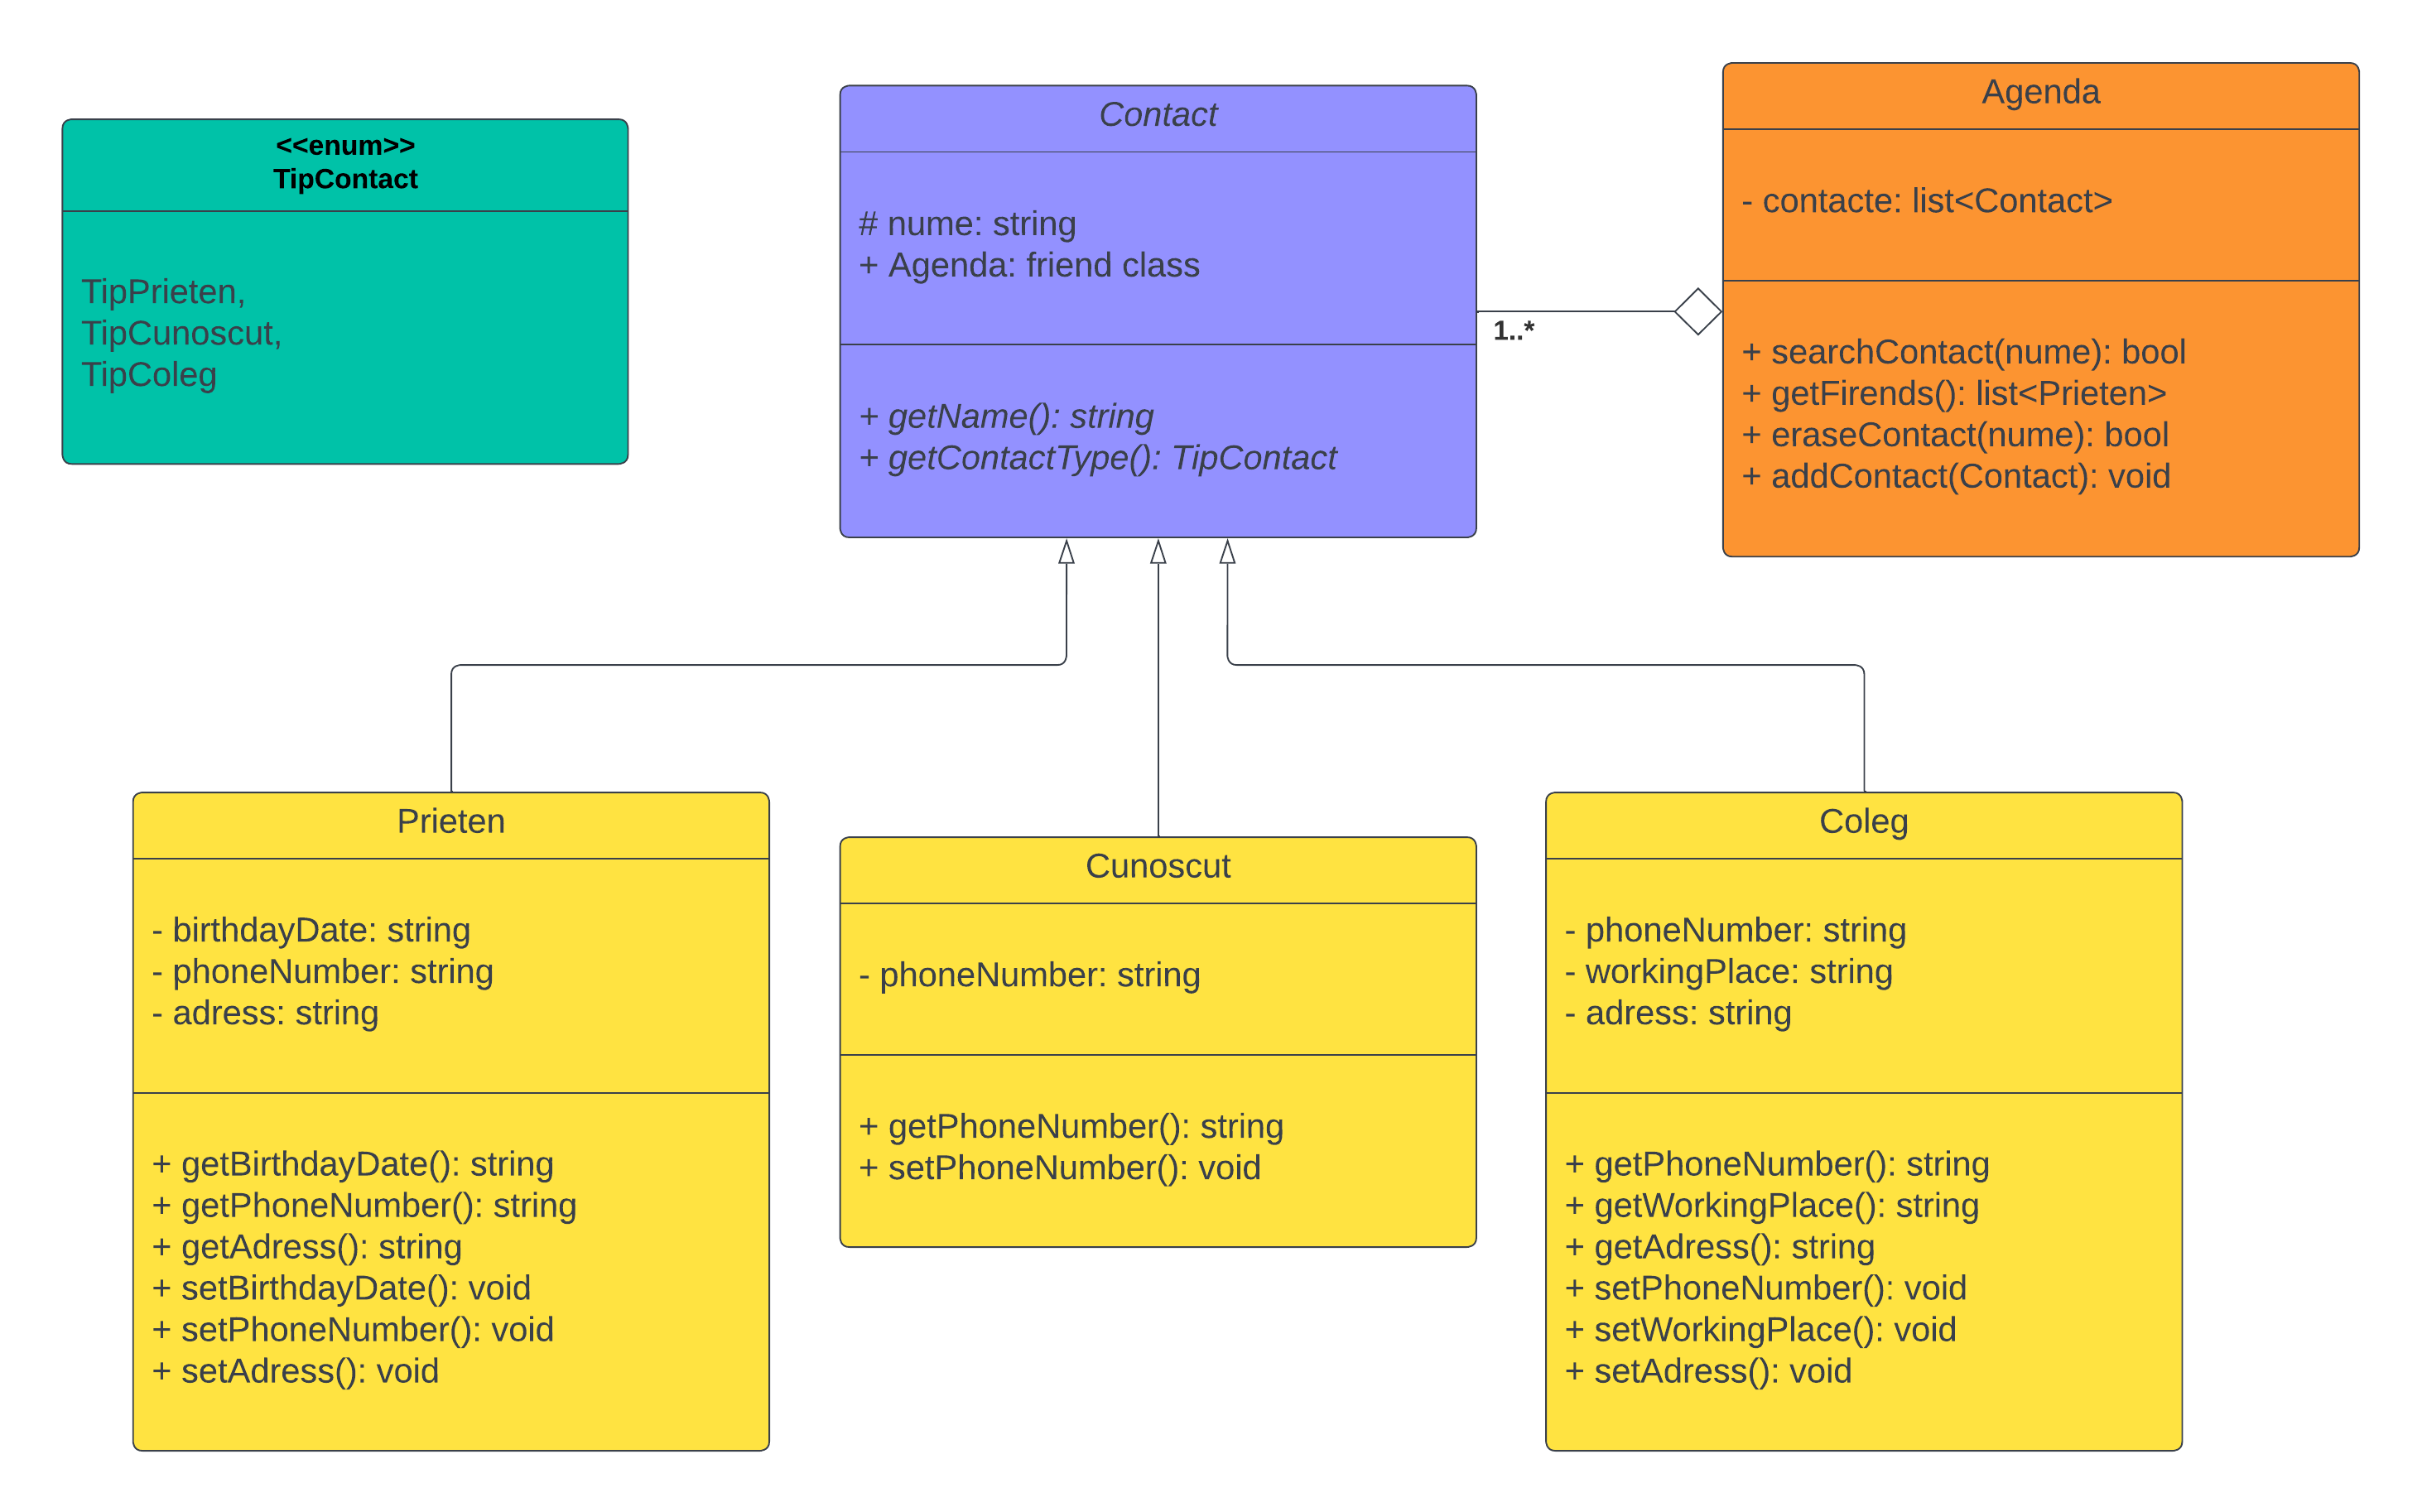 <<enum>>
TipContact
TipPrieten,
TipCunoscut,
TipColeg
Contact
# nume: string
+ Agenda: friend class
+ getName(): string
+ getContactType(): TipContact
1..*
Agenda
- contacte: list<Contact>
+ searchContact(nume): bool
+ getFirends(): list<Prieten>
+ eraseContact(nume): bool
+ addContact(Contact): void
Prieten
- birthdayDate: string
- phoneNumber: string
- adress: string
+ getBirthdayDate(): string
+ getPhoneNumber(): string
+ getAdress(): string
+ setBirthdayDate(): void
+ setPhoneNumber(): void
+ setAdress(): void
Cunoscut
- phoneNumber: string
+ getPhoneNumber(): string
+ setPhoneNumber(): void
Coleg
- phoneNumber: string
- workingPlace: string
- adress: string
+ getPhoneNumber(): string
+ getWorkingPlace(): string
+ getAdress(): string
+ setPhoneNumber(): void
+ setWorkingPlace(): void
+ setAdress(): void